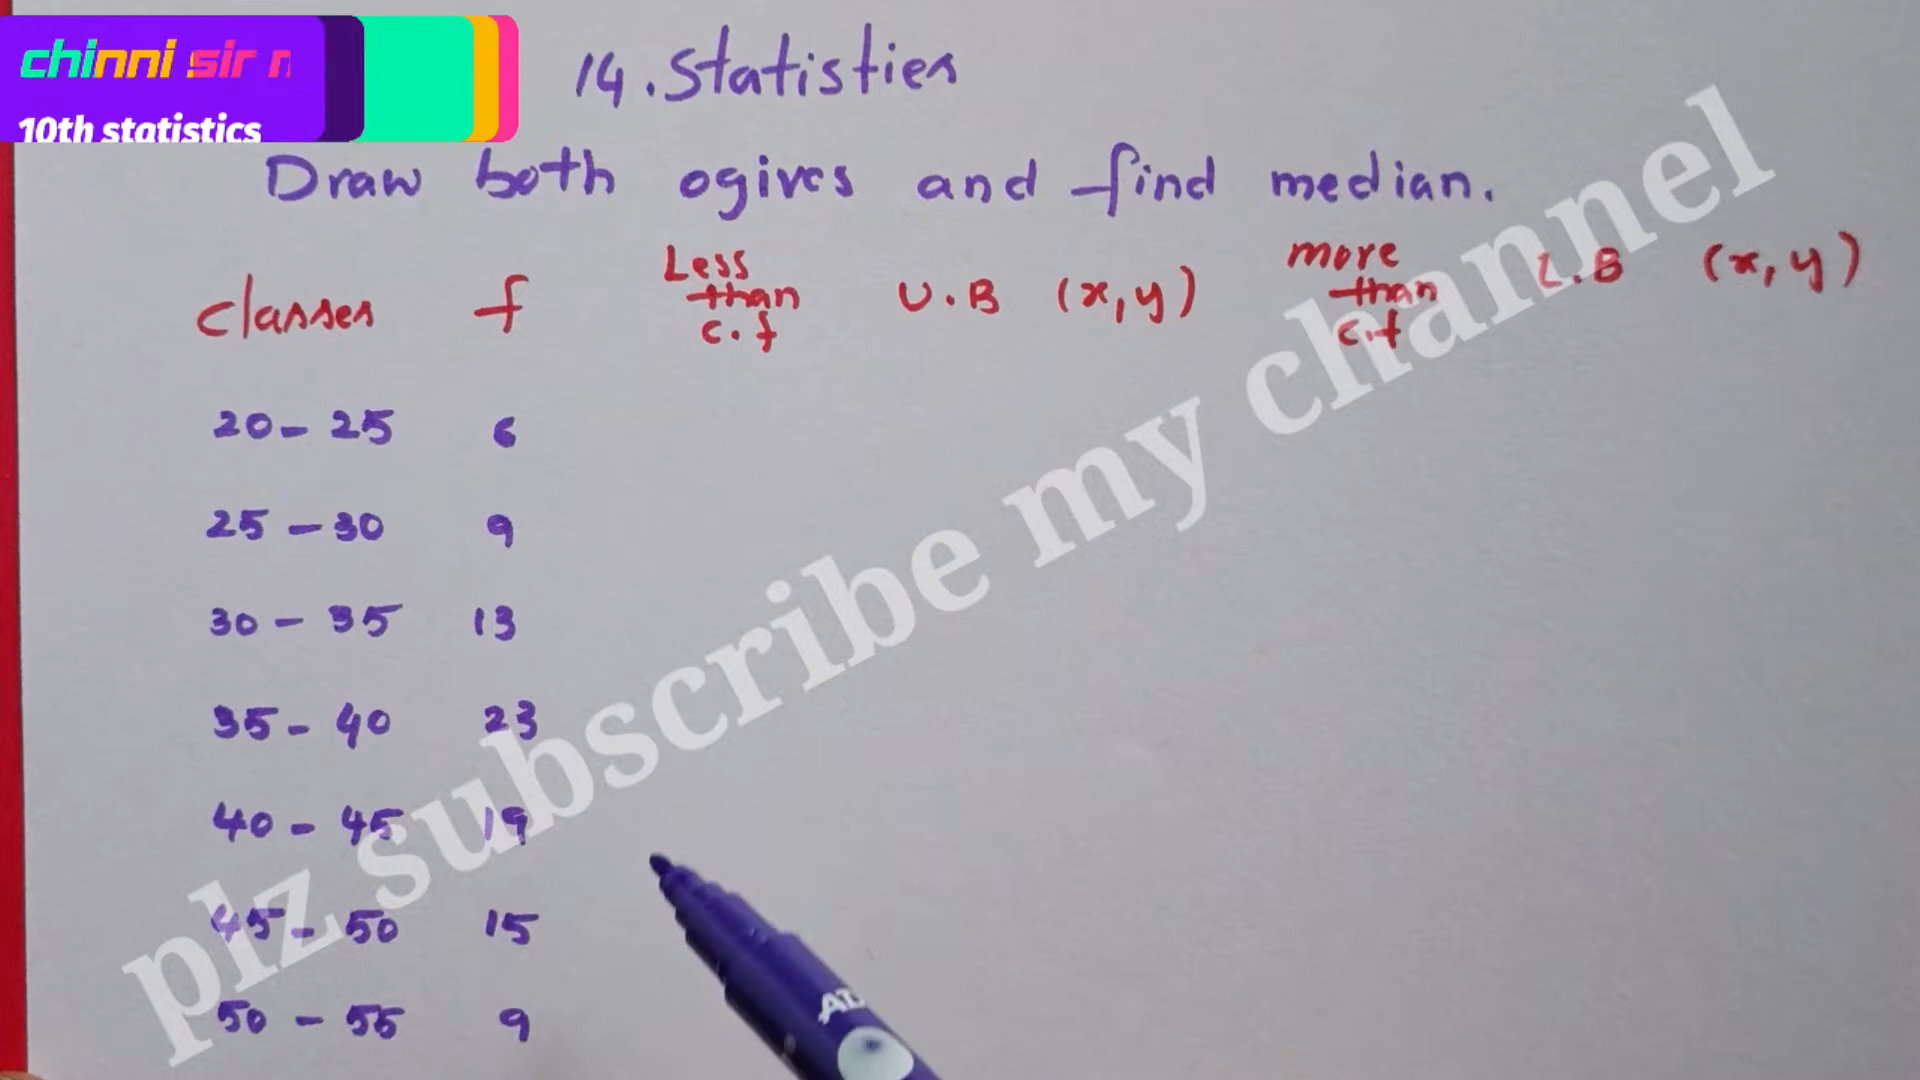 chinni sir
10th statistics
14. Statistics
Draw both ogives and find median.
classes f Less than c.f U.B (x, y) more than c.f L.B (x, y)
20 - 25 6
25 - 30 9
30 - 35 13
35 - 40 23
40 - 45 19
45 - 50 15
50 - 55 9
plz subscribe my channel